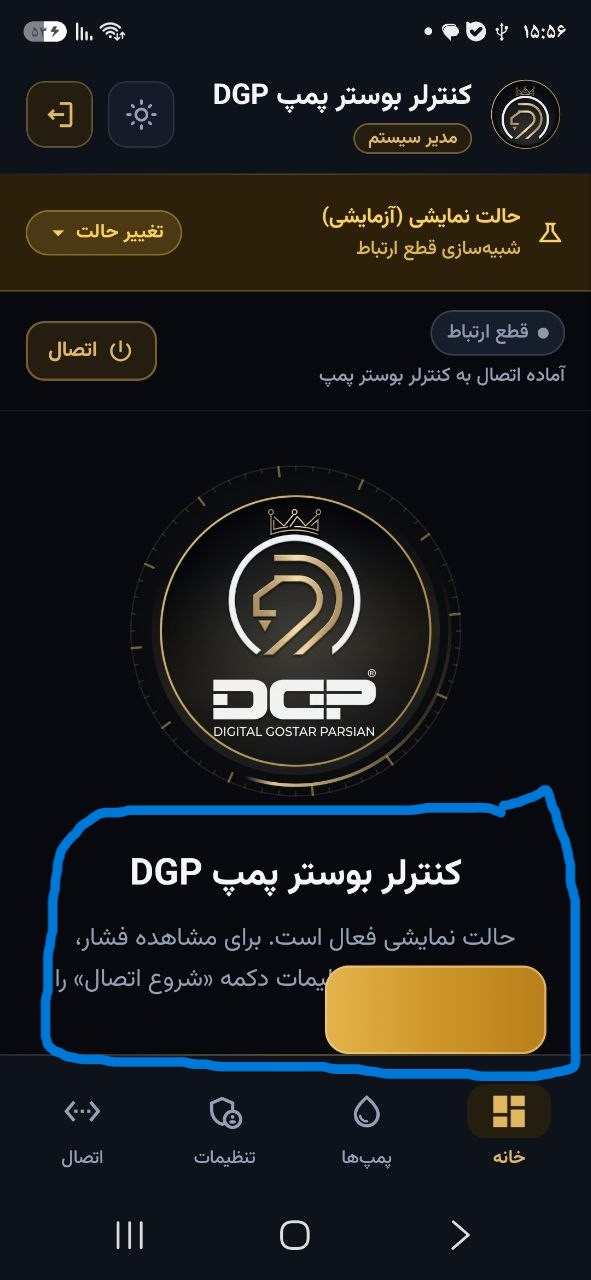 ۱۵:۵۶
۵۳
کنترلر بوستر پمپ DGP
مدیر سیستم
حالت نمایشی (آزمایشی)
شبیه‌سازی قطع ارتباط
تغییر حالت
قطع ارتباط
آماده اتصال به کنترلر بوستر پمپ
اتصال
DGP®
DIGITAL GOSTAR PARSIAN
کنترلر بوستر پمپ DGP
حالت نمایشی فعال است. برای مشاهده فشار،
دکمه «شروع اتصال» را
خانه
پمپ‌ها
تنظیمات
اتصال